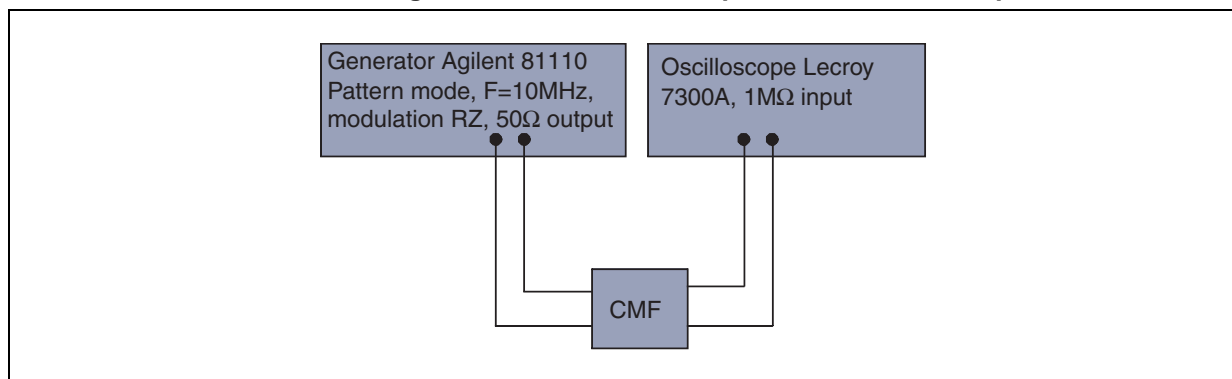 Generator Agilent 81110
Pattern mode, F=10MHz,
modulation RZ, 50Ω output
Oscilloscope Lecroy
7300A, 1MΩ input
CMF